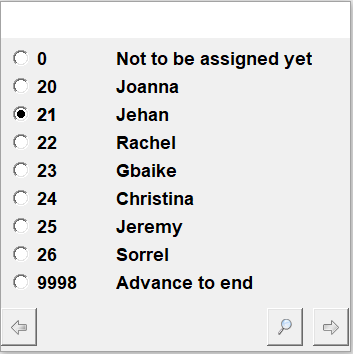 0 Not to be assigned yet
20 Joanna
21 Jehan
22 Rachel
23 Gbaike
24 Christina
25 Jeremy
26 Sorrel
9998 Advance to end